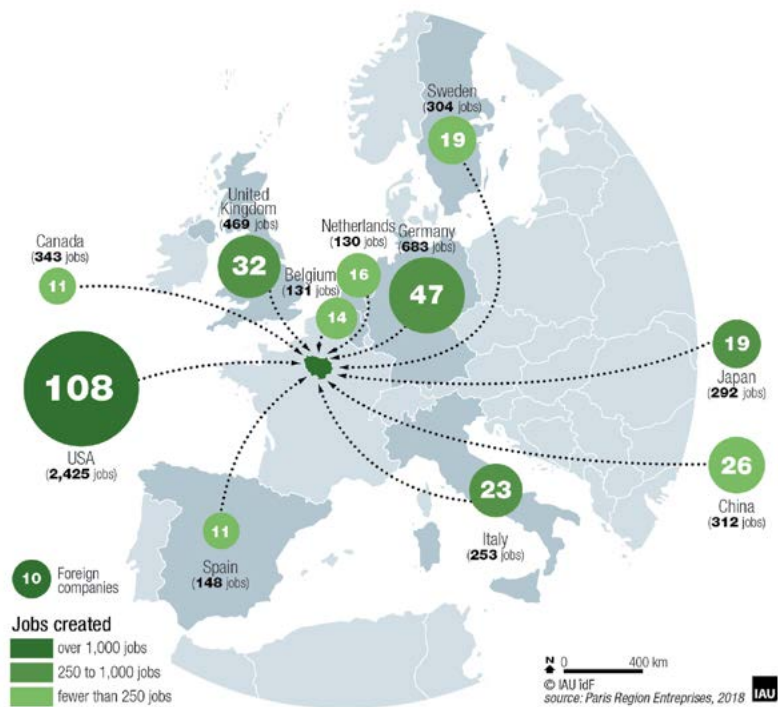 Sweden
(304 jobs)
19
United
Kingdom
(469 jobs)
32
Netherlands
(130 jobs)
16
Germany
(683 jobs)
47
Canada
(343 jobs)
11
Belgium
(131 jobs)
14
108
USA
(2,425 jobs)
19
Japan
(292 jobs)
26
China
(312 jobs)
23
Italy
(253 jobs)
11
Spain
(148 jobs)
10
Foreign
companies
Jobs created
over 1,000 jobs
250 to 1,000 jobs
fewer than 250 jobs
N
0 400 km
© IAU îdF
source: Paris Region Entreprises, 2018
IAU